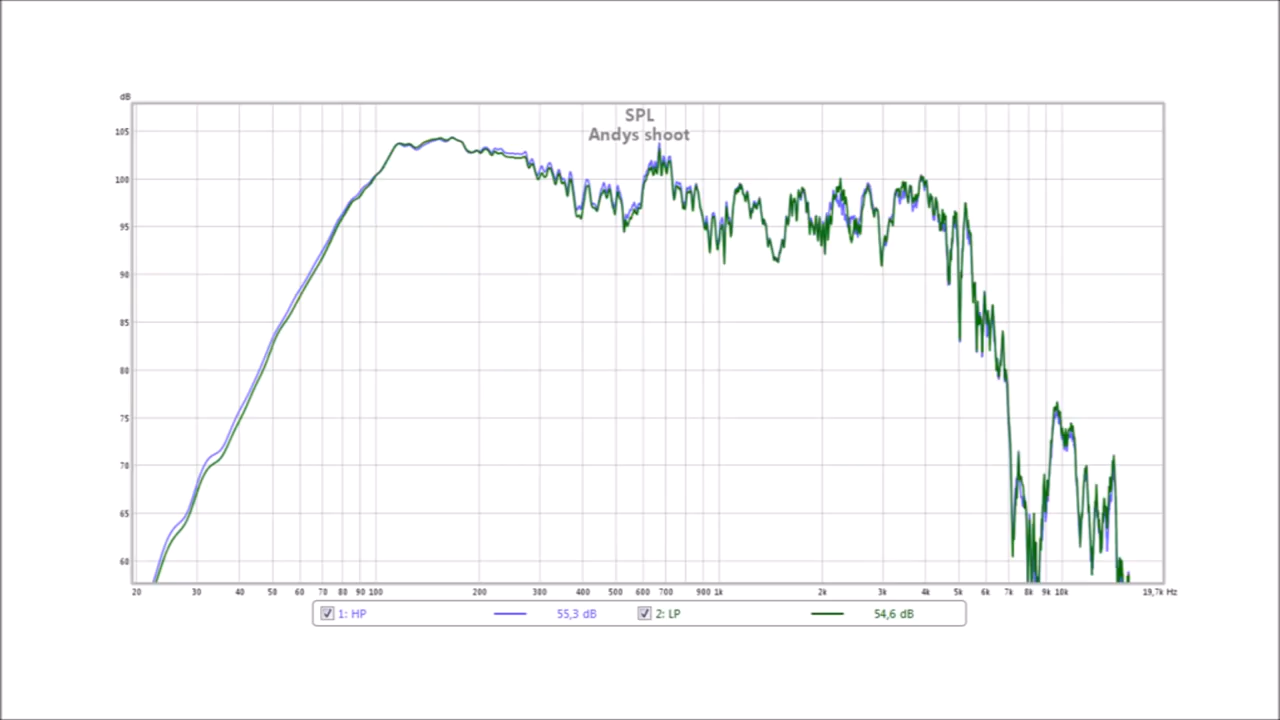 dB
SPL
Andys shoot
105
100
95
90
85
80
75
70
65
60
20 30 40 50 60 70 80 90 100 200 300 400 500 600 700 900 1k 2k 3k 4k 5k 6k 7k 8k 9k 10k 19,7k Hz
1: HP 55,3 dB 2: LP 54,6 dB